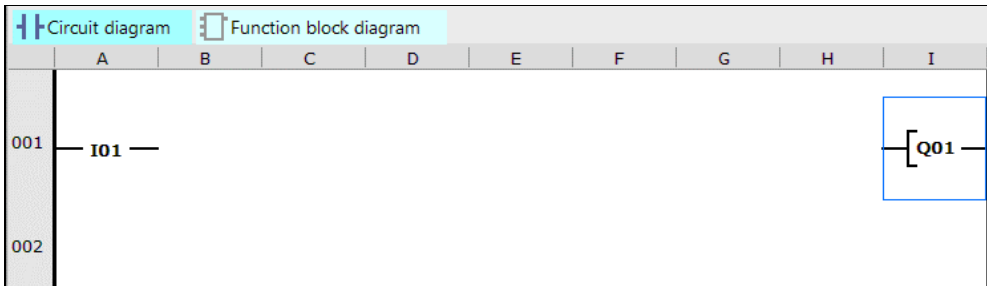 Circuit diagram Function block diagram
A B C D E F G H I
001 I01 Q01
002